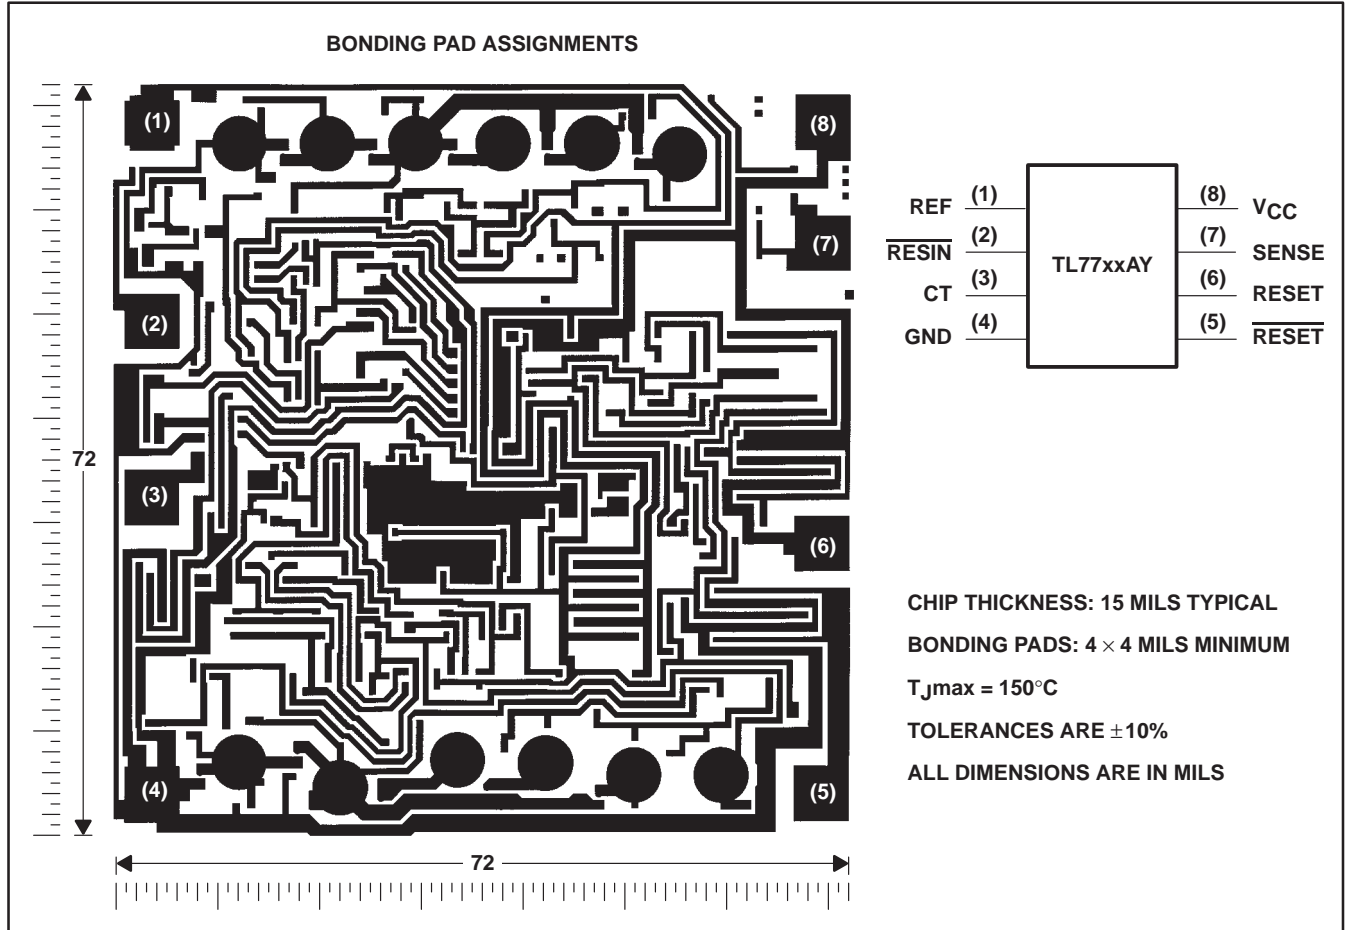 BONDING PAD ASSIGNMENTS
(1)
(2)
(3)
(4)
(8)
(7)
(6)
(5)
72
72
REF (1)
RESIN (2)
CT (3)
GND (4)
TL77xxAY
(8) VCC
(7) SENSE
(6) RESET
(5) RESET
CHIP THICKNESS: 15 MILS TYPICAL
BONDING PADS: 4 × 4 MILS MINIMUM
TJmax = 150°C
TOLERANCES ARE ±10%
ALL DIMENSIONS ARE IN MILS